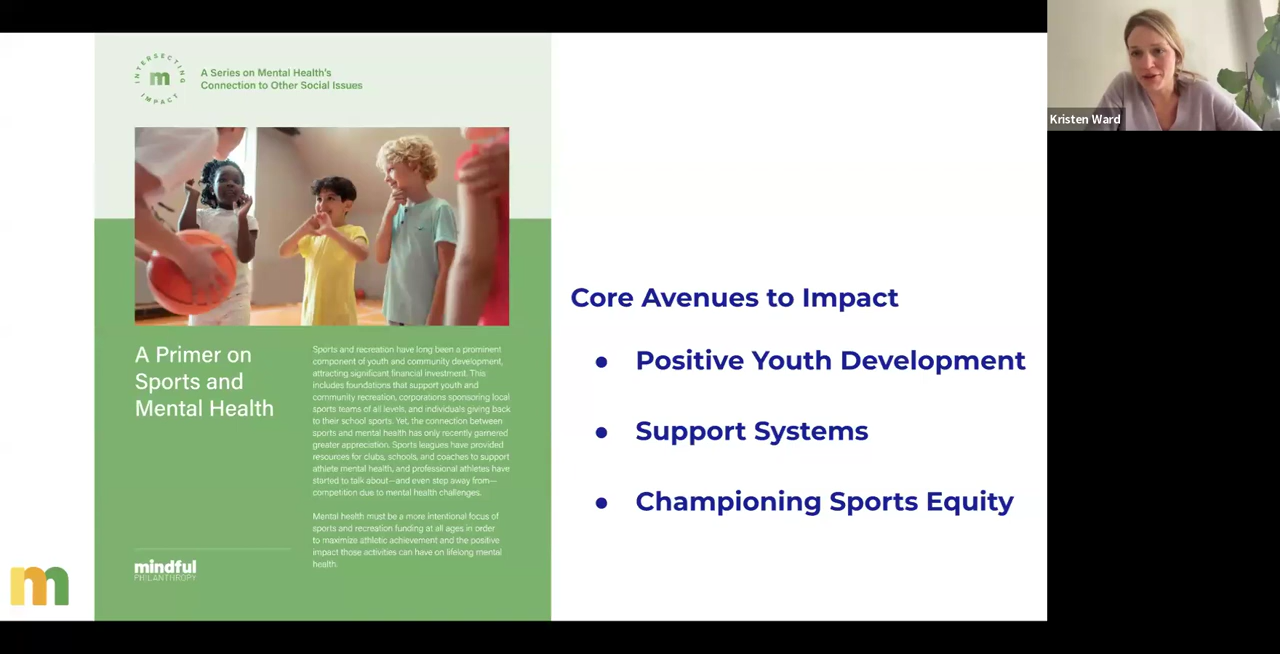 INTERSECTING
m
IMPACT
A Series on Mental Health's
Connection to Other Social Issues
A Primer on
Sports and
Mental Health
Sports and recreation have long been a prominent
component of youth and community development,
attracting significant financial investment. This
includes foundations that support youth and
community recreation, corporations sponsoring local
sports teams of all levels, and individuals giving back
to their school sports. Yet, the connection between
sports and mental health has only recently garnered
greater appreciation. Sports leagues have provided
resources for clubs, schools, and coaches to support
athlete mental health, and professional athletes have
started to talk about—and even step away from—
competition due to mental health challenges.
Mental health must be a more intentional focus of
sports and recreation funding at all ages in order
to maximize athletic achievement and the positive
impact those activities can have on lifelong mental
health.
mindful
PHILANTHROPY
m
Core Avenues to Impact
• Positive Youth Development
• Support Systems
• Championing Sports Equity
Kristen Ward